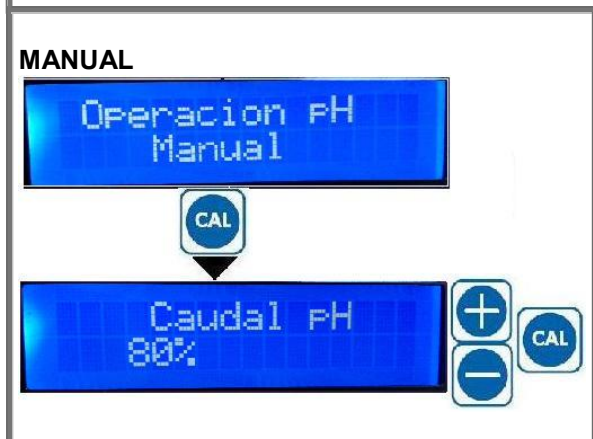 MANUAL
Operacion pH
Manual
CAL
Caudal pH
80%
+
CAL
-